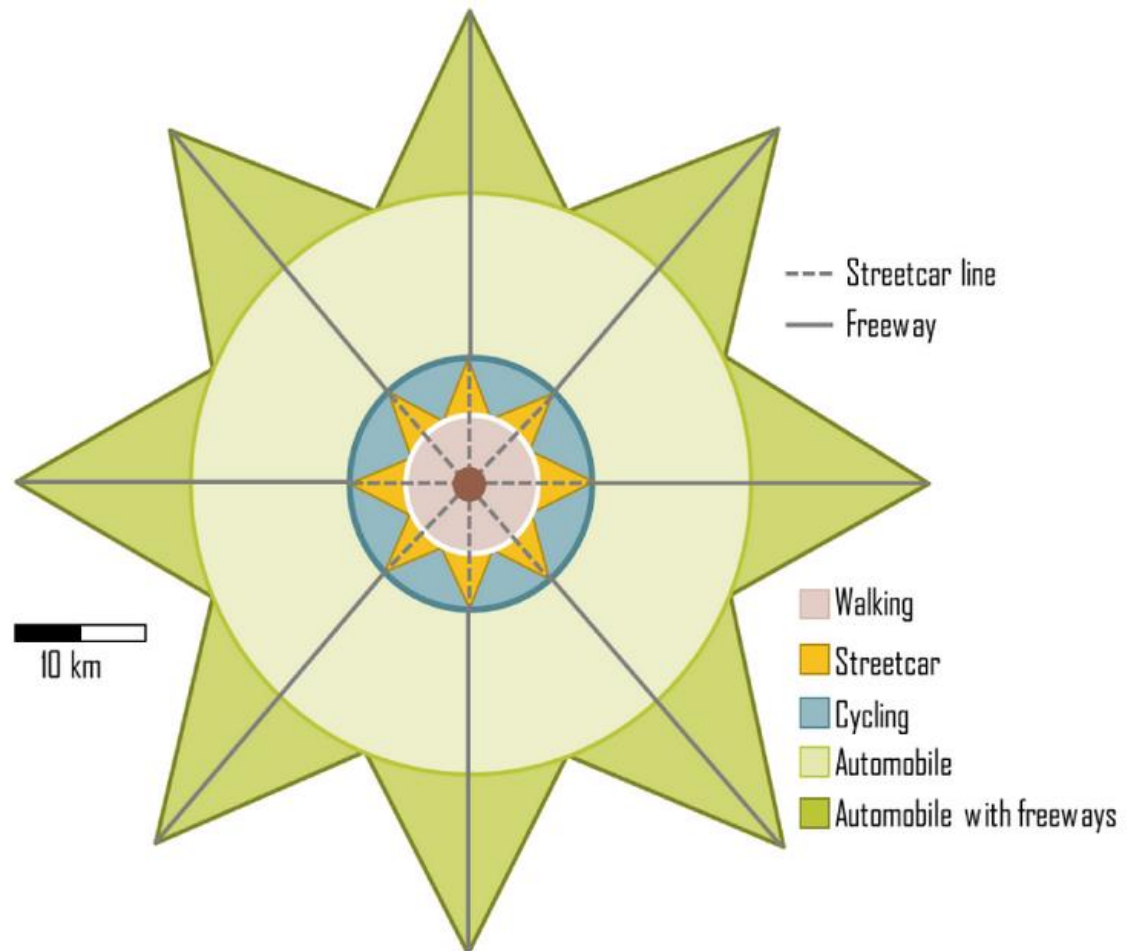 Streetcar line
Freeway
10 km
Walking
Streetcar
Cycling
Automobile
Automobile with freeways